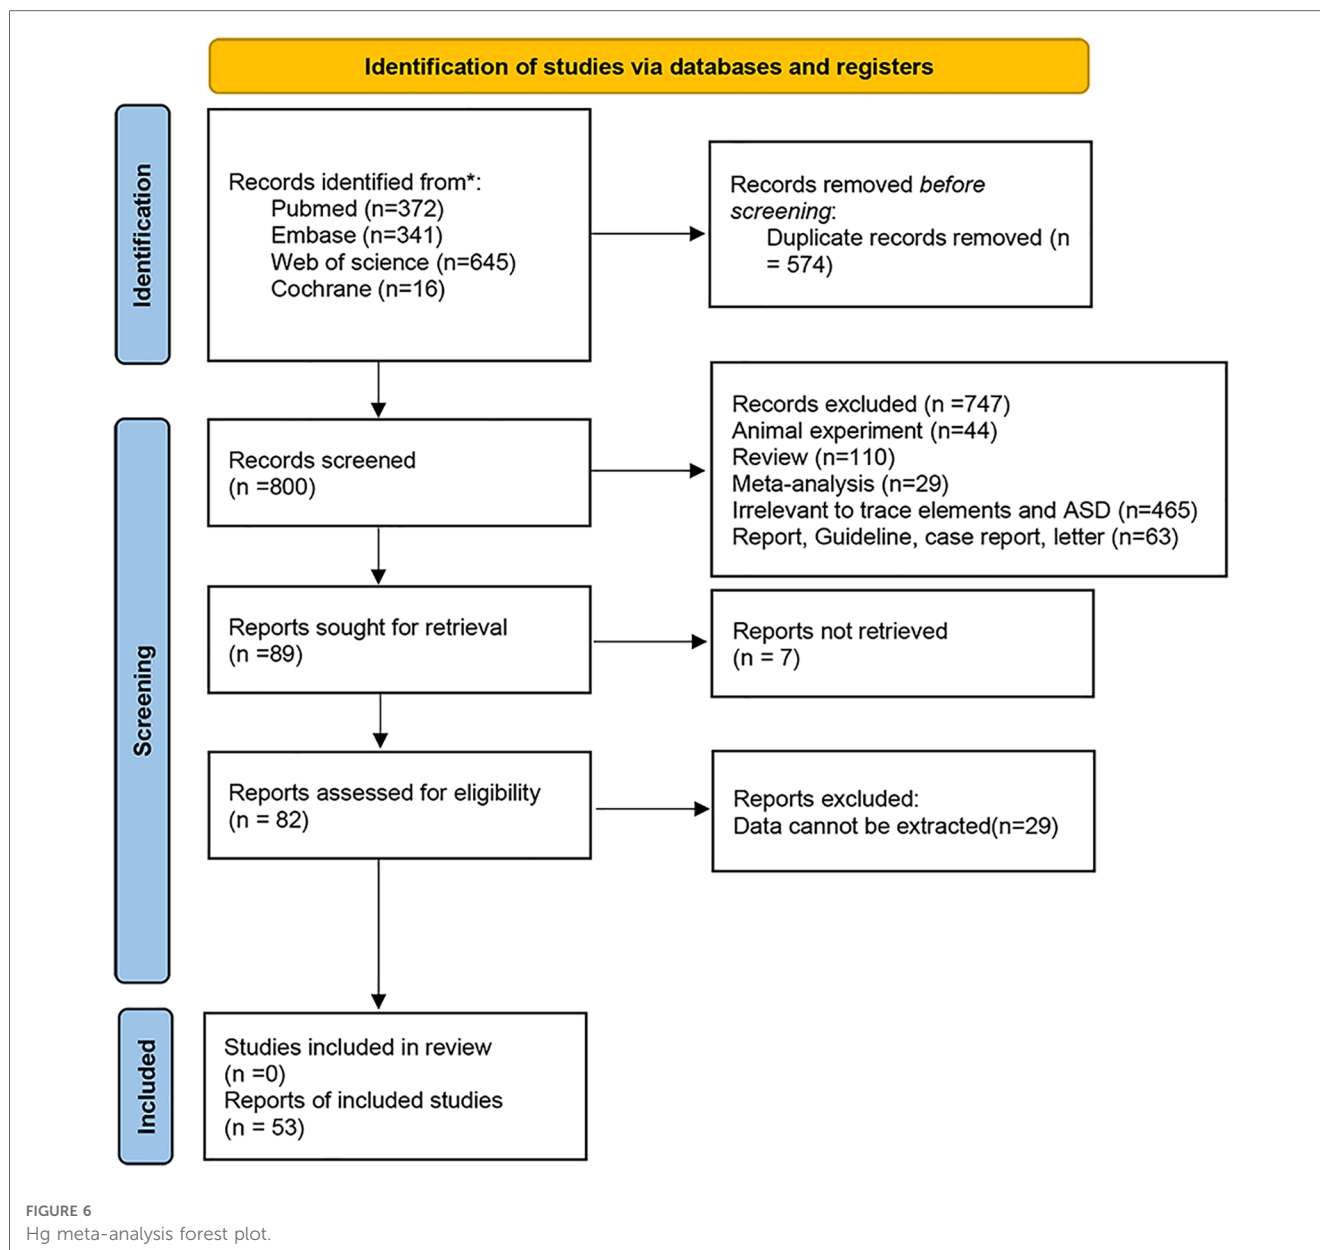 Identification of studies via databases and registers
Identification
Records identified from*:
Pubmed (n=372)
Embase (n=341)
Web of science (n=645)
Cochrane (n=16)
Records removed before
screening:
Duplicate records removed (n
= 574)
Screening
Records screened
(n =800)
Records excluded (n =747)
Animal experiment (n=44)
Review (n=110)
Meta-analysis (n=29)
Irrelevant to trace elements and ASD (n=465)
Report, Guideline, case report, letter (n=63)
Reports sought for retrieval
(n =89)
Reports not retrieved
(n = 7)
Reports assessed for eligibility
(n = 82)
Reports excluded:
Data cannot be extracted(n=29)
Included
Studies included in review
(n =0)
Reports of included studies
(n = 53)
FIGURE 6
Hg meta-analysis forest plot.